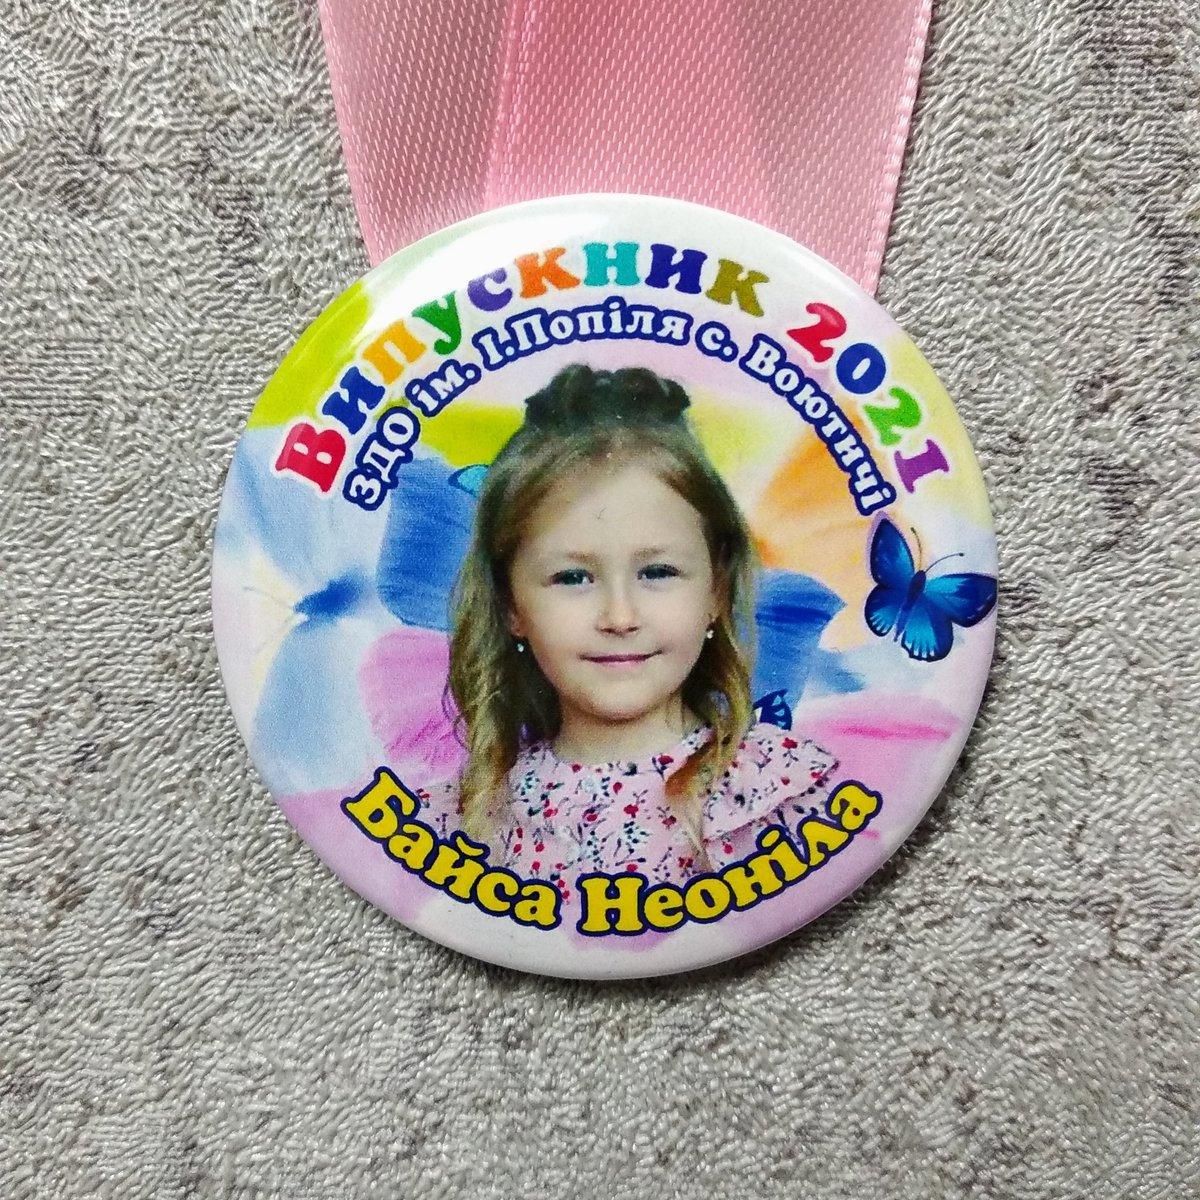 Випускник 2021
ЗДО ім. І.Попіля с. Воютичі
Байса Неоніла